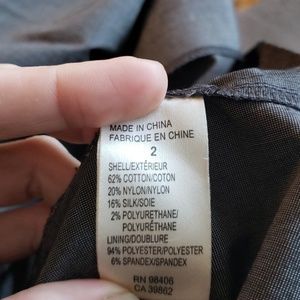 MADE IN CHINA
FABRIQUE EN CHINE
2
SHELL/EXTÉRIEUR
62% COTTON/COTON
20% NYLON/NYLON
16% SILK/SOIE
2% POLYURETHANE/
POLYURÉTHANE
LINING/DOUBLURE
94% POLYESTER/POLYESTER
6% SPANDEX/SPANDEX
RN 98406
CA 39862